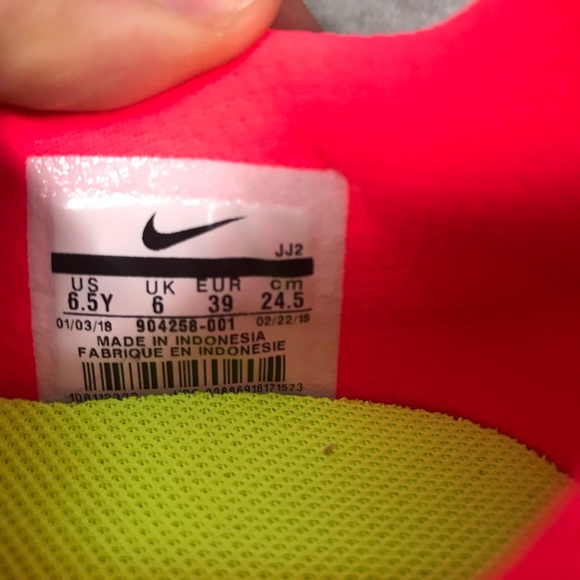 JJ2
US UK EUR cm
6.5Y 6 39 24.5
01/03/18 904258-001 02/22/18
MADE IN INDONESIA
FABRIQUE EN INDONESIE
00886916171573